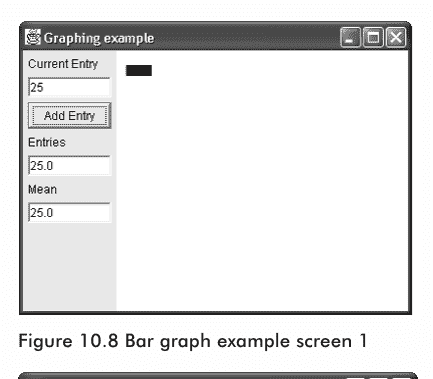 Graphing example
Current Entry
25
Add Entry
Entries
25.0
Mean
25.0
Figure 10.8 Bar graph example screen 1